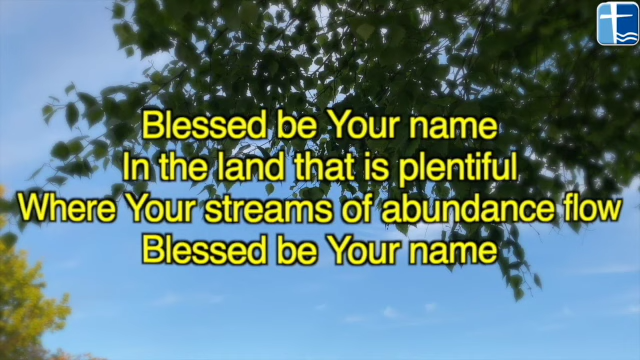 Blessed be Your name
In the land that is plentiful
Where Your streams of abundance flow
Blessed be Your name